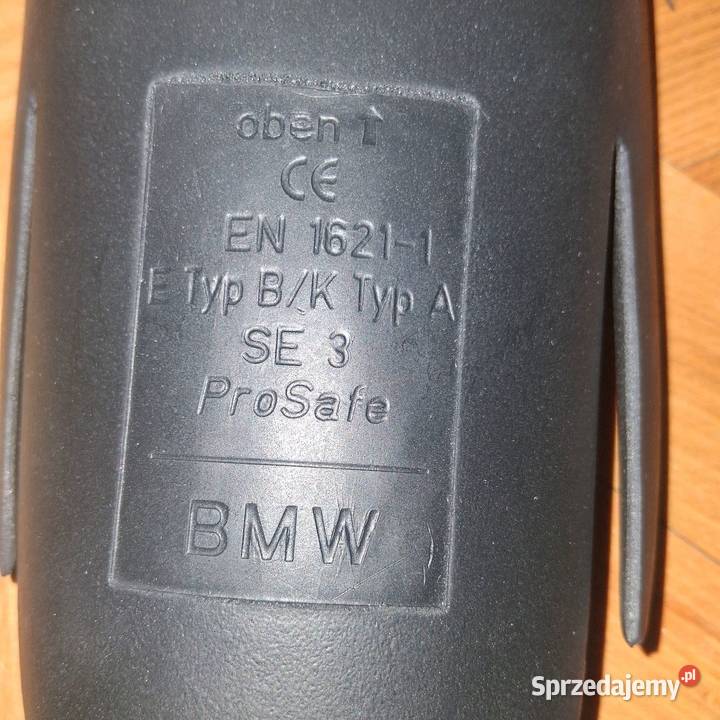 oben ↑
CE
EN 1621-1
E Typ B/K Typ A
SE 3
ProSafe
BMW
Sprzedajemy.pl